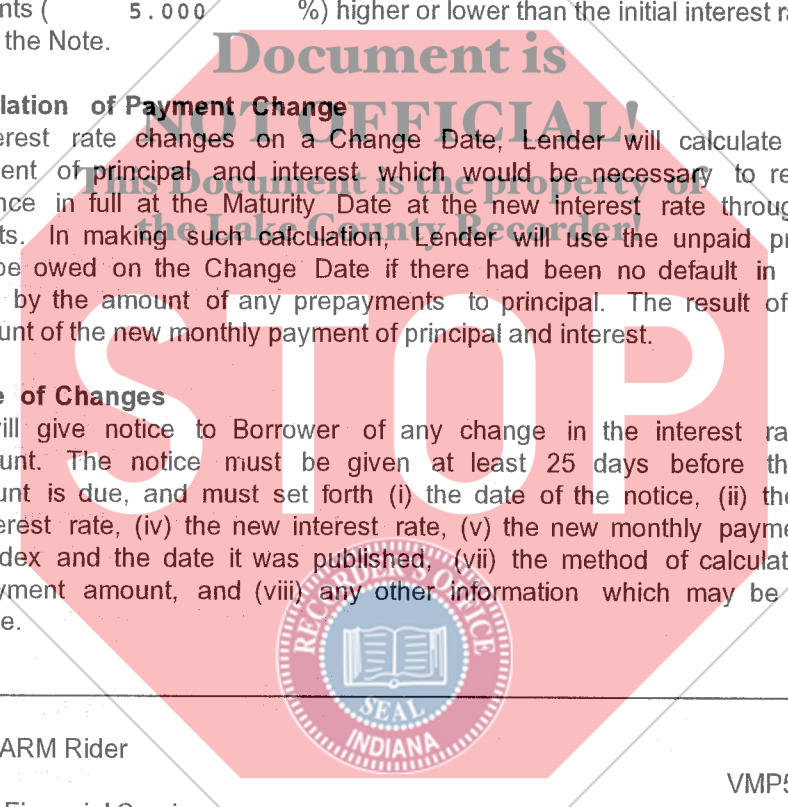 nts ( 5.000 %) higher or lower than the initial interest ra
the Note.
Document is
lation of Payment Change
NOT OFFICIAL!
erest rate changes on a Change Date, Lender will calculate
ent of principal and interest which would be necessary to re
This Document is the property of
nce in full at the Maturity Date at the new interest rate throug
the Lake County Recorder!
ts. In making such calculation, Lender will use the unpaid pr
be owed on the Change Date if there had been no default in
by the amount of any prepayments to principal. The result of
unt of the new monthly payment of principal and interest.
STOP
e of Changes
vill give notice to Borrower of any change in the interest ra
unt. The notice must be given at least 25 days before th
unt is due, and must set forth (i) the date of the notice, (ii) the
erest rate, (iv) the new interest rate, (v) the new monthly payme
dex and the date it was published, (vii) the method of calculat
yment amount, and (viii) any other information which may be
e.
RECORDER'S OFFICE
SEAL
INDIANA
ARM Rider
VMP5